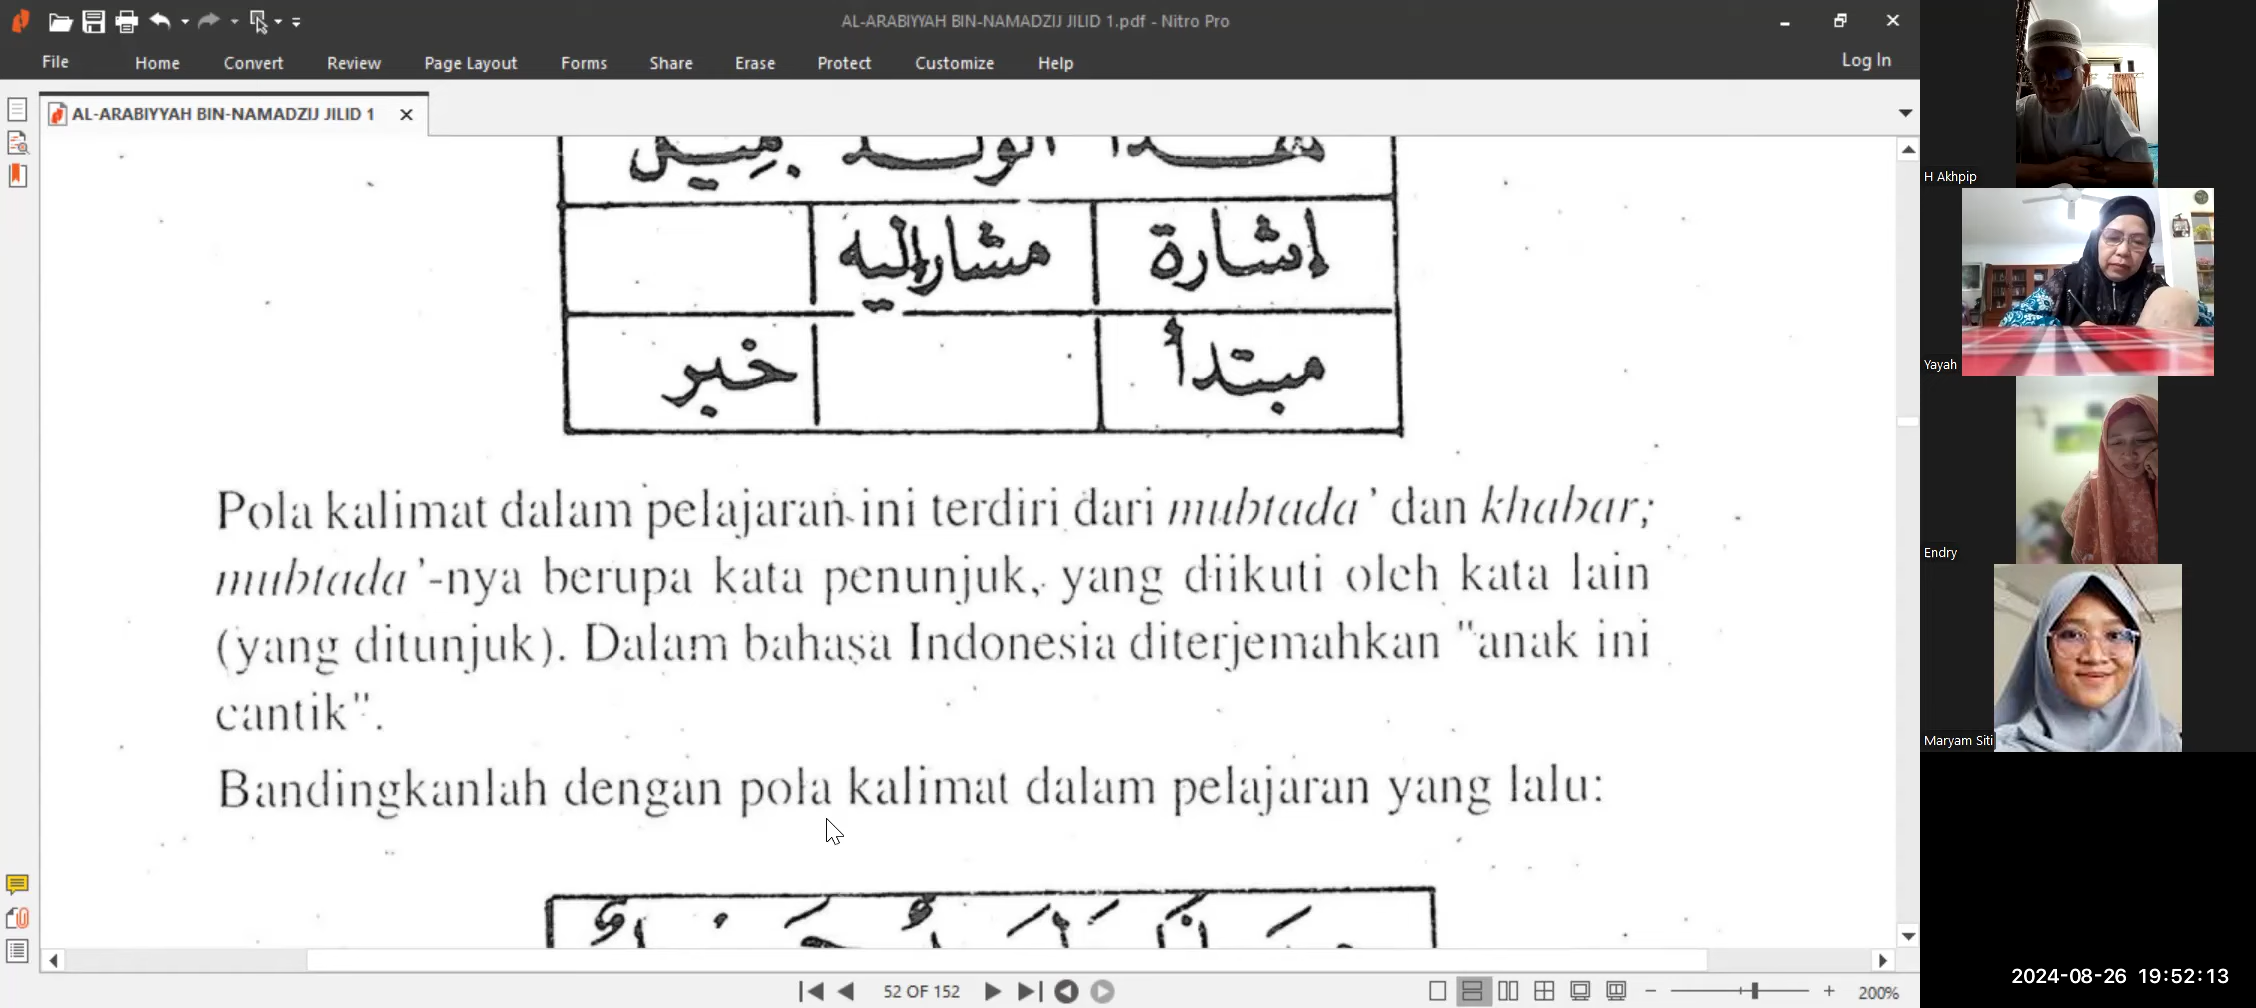 AL-ARABIYYAH BIN-NAMADZIJ JILID 1.pdf - Nitro Pro
File Home Convert Review Page Layout Forms Share Erase Protect Customize Help Log In
AL-ARABIYYAH BIN-NAMADZIJ JILID 1
هذا الولد جميل
إشارة مشار إليه
مبتدأ خبر
Pola kalimat dalam pelajaran ini terdiri dari mubtada' dan khabar;
mubtada'-nya berupa kata penunjuk, yang diikuti oleh kata lain
(yang ditunjuk). Dalam bahasa Indonesia diterjemahkan "anak ini
cantik".
Bandingkanlah dengan pola kalimat dalam pelajaran yang lalu:
52 OF 152
200%
H Akhpip
Yayah
Endry
Maryam Siti
2024-08-26 19:52:13